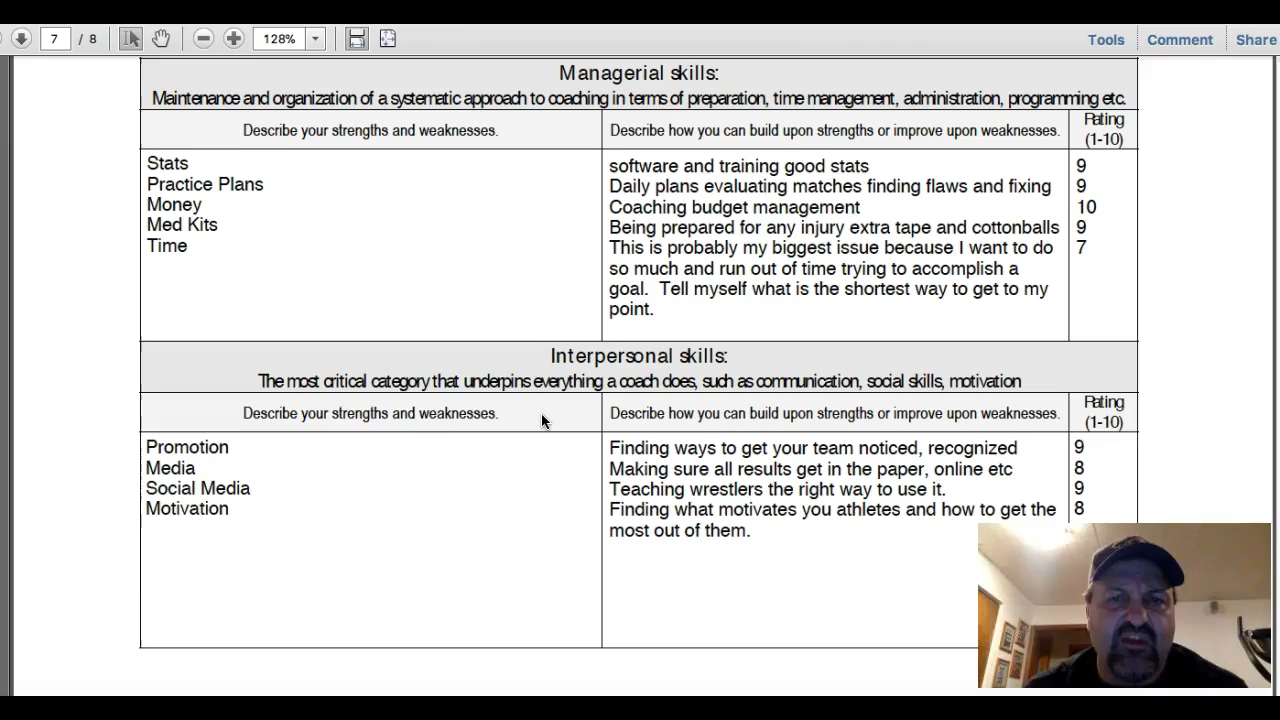 7 / 8 128% Tools Comment Share
Managerial skills:
Maintenance and organization of a systematic approach to coaching in terms of preparation, time management, administration, programming etc.
Describe your strengths and weaknesses. Describe how you can build upon strengths or improve upon weaknesses. Rating (1-10)
Stats software and training good stats 9
Practice Plans Daily plans evaluating matches finding flaws and fixing 9
Money Coaching budget management 10
Med Kits Being prepared for any injury extra tape and cottonballs 9
Time This is probably my biggest issue because I want to do 7
so much and run out of time trying to accomplish a
goal. Tell myself what is the shortest way to get to my
point.
Interpersonal skills:
The most critical category that underpins everything a coach does, such as communication, social skills, motivation
Describe your strengths and weaknesses. Describe how you can build upon strengths or improve upon weaknesses. Rating (1-10)
Promotion Finding ways to get your team noticed, recognized 9
Media Making sure all results get in the paper, online etc 8
Social Media Teaching wrestlers the right way to use it. 9
Motivation Finding what motivates you athletes and how to get the 8
most out of them.